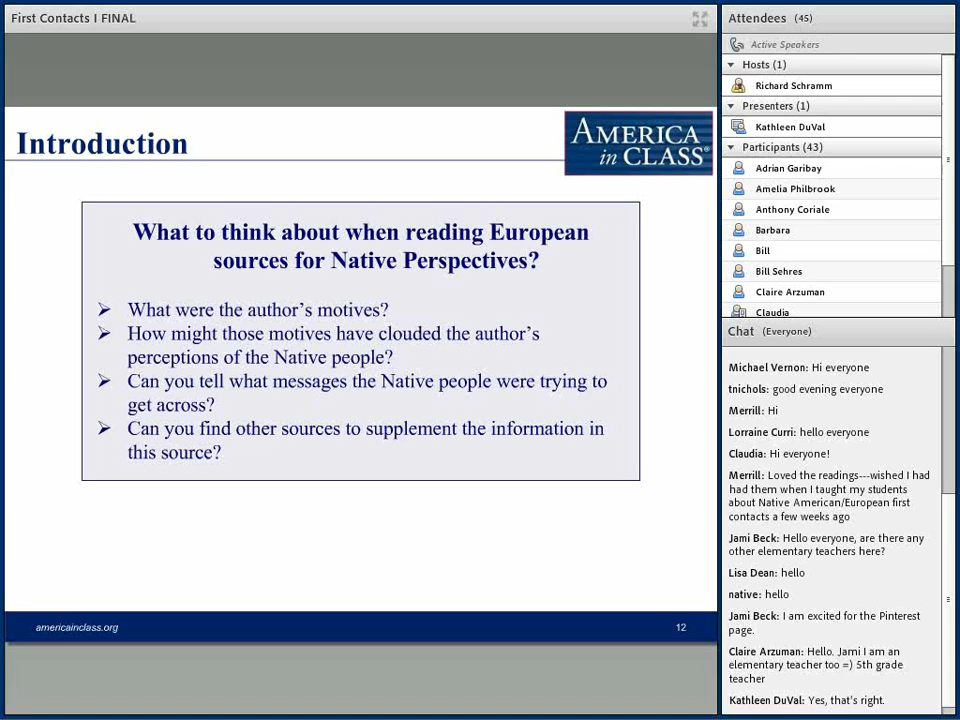 First Contacts I FINAL
Introduction
AMERICA
in CLASS®
What to think about when reading European
sources for Native Perspectives?
➢ What were the author's motives?
➢ How might those motives have clouded the author's
perceptions of the Native people?
➢ Can you tell what messages the Native people were trying to
get across?
➢ Can you find other sources to supplement the information in
this source?
americainclass.org
12
Attendees (45)
Active Speakers
Hosts (1)
Richard Schramm
Presenters (1)
Kathleen DuVal
Participants (43)
Adrian Garibay
Amelia Philbrook
Anthony Coriale
Barbara
Bill
Bill Sehres
Claire Arzuman
Claudia
Chat (Everyone)
Michael Vernon: Hi everyone
tnichols: good evening everyone
Merrill: Hi
Lorraine Curri: hello everyone
Claudia: Hi everyone!
Merrill: Loved the readings---wished I had
had them when I taught my students
about Native American/European first
contacts a few weeks ago
Jami Beck: Hello everyone, are there any
other elementary teachers here?
Lisa Dean: hello
native: hello
Jami Beck: I am excited for the Pinterest
page.
Claire Arzuman: Hello. Jami I am an
elementary teacher too =) 5th grade
teacher
Kathleen DuVal: Yes, that's right.